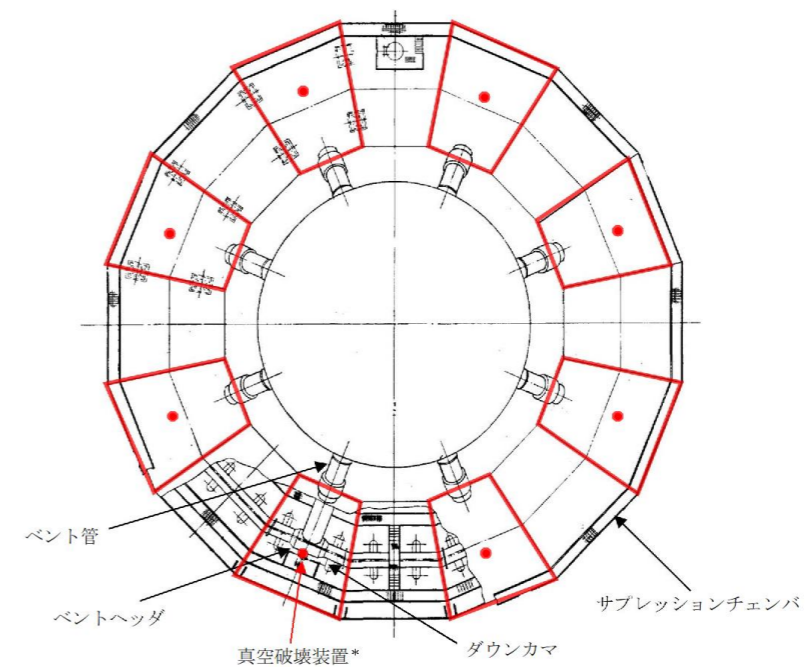 ベント管
ベントヘッダ
真空破壊装置*
ダウンカマ
サプレッションチェンバ